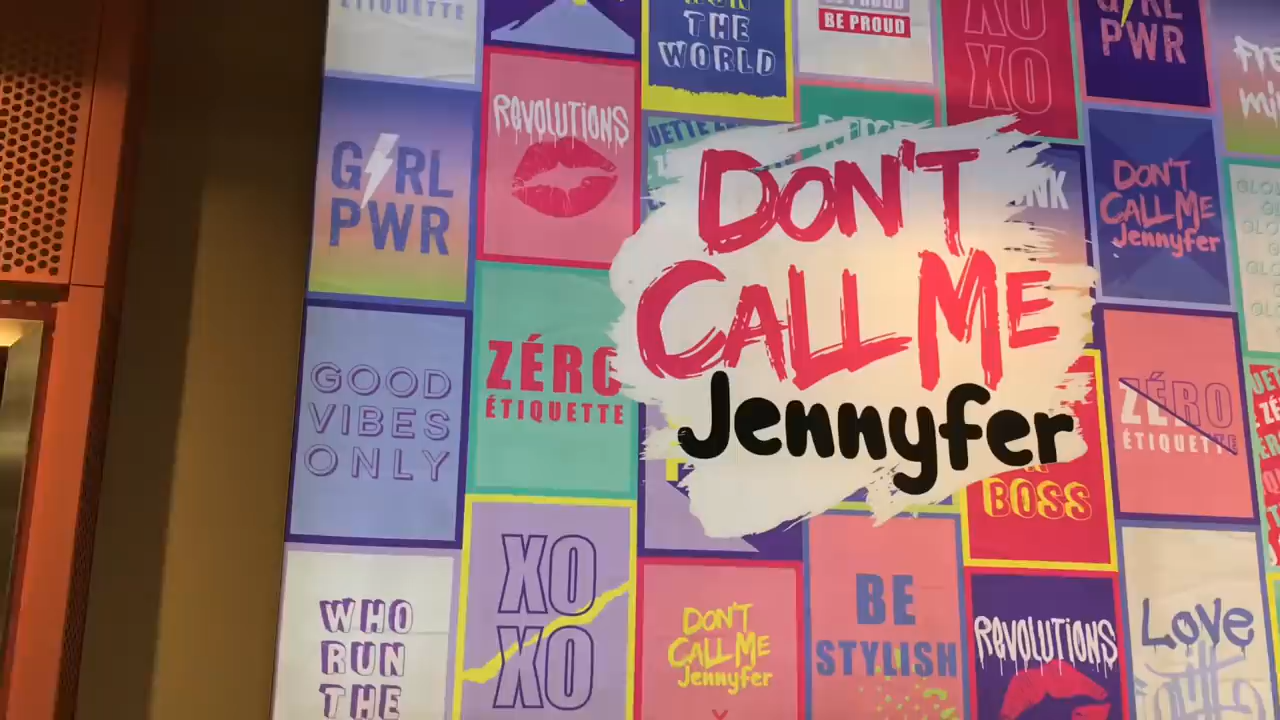 ETIQUETTE
THE
WORLD
BE PROUD
XO
XO
GIRL
PWR
GIRL
PWR
REVOLUTIONS
DON'T
CALL ME
Jennyfer
DON'T
CALL ME
Jennyfer
GOOD
VIBES
ONLY
ZÉRO
ÉTIQUETTE
ZÉRO
ÉTIQUETTE
BOSS
WHO
RUN
THE
XO
XO
DON'T
CALL ME
Jennyfer
BE
STYLISH
REVOLUTIONS
Love